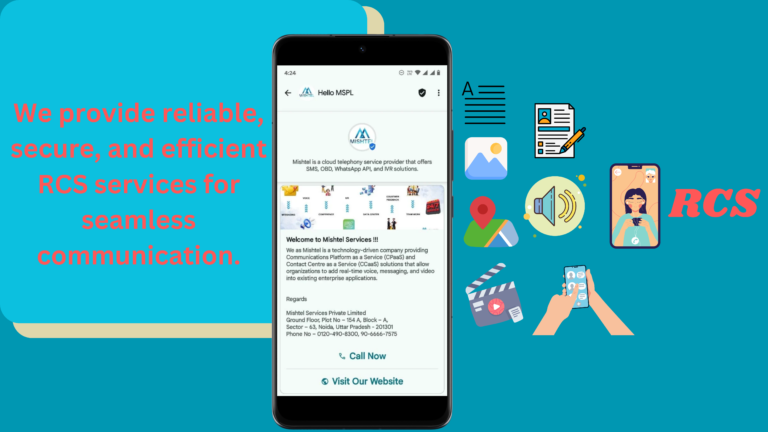 We provide reliable,
secure, and efficient
RCS services for
seamless
communication.
4:24
Hello MSPL
MISHTEL
Mishtel is a cloud telephony service provider that offers
SMS, OBD, WhatsApp API, and IVR solutions.
Welcome to Mishtel Services !!!
We as Mishtel is a technology-driven company providing
Communications Platform as a Service (CPaaS) and
Contact Centre as a Service (CCaaS) solutions that allow
organizations to add real-time voice, messaging, and video
into existing enterprise applications.
Regards
Mishtel Services Private Limited
Ground Floor, Plot No – 154 A, Block – A,
Sector – 63, Noida, Uttar Pradesh - 201301
Phone No – 0120-490-8300, 90-6666-7575
Call Now
Visit Our Website
A
RCS